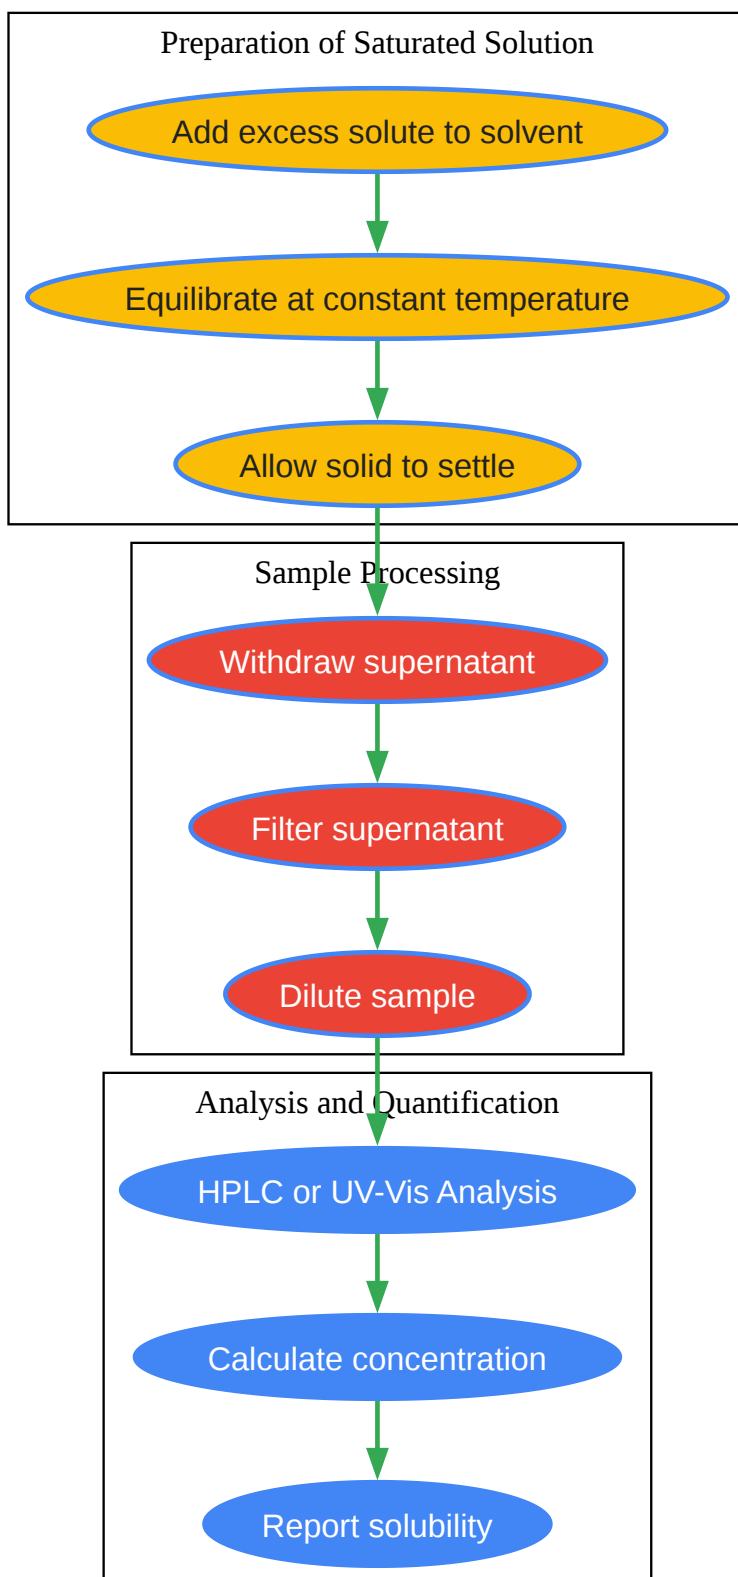 Preparation of Saturated Solution
Add excess solute to solvent
Equilibrate at constant temperature
Allow solid to settle
Sample Processing
Withdraw supernatant
Filter supernatant
Dilute sample
Analysis and Quantification
HPLC or UV-Vis Analysis
Calculate concentration
Report solubility